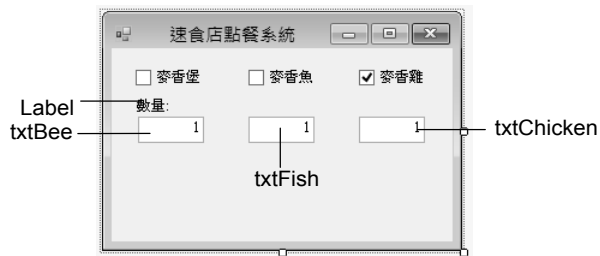 速食店點餐系統
麥香堡 麥香魚 麥香雞
Label
數量:
txtBee 1 1 1 txtChicken
txtFish